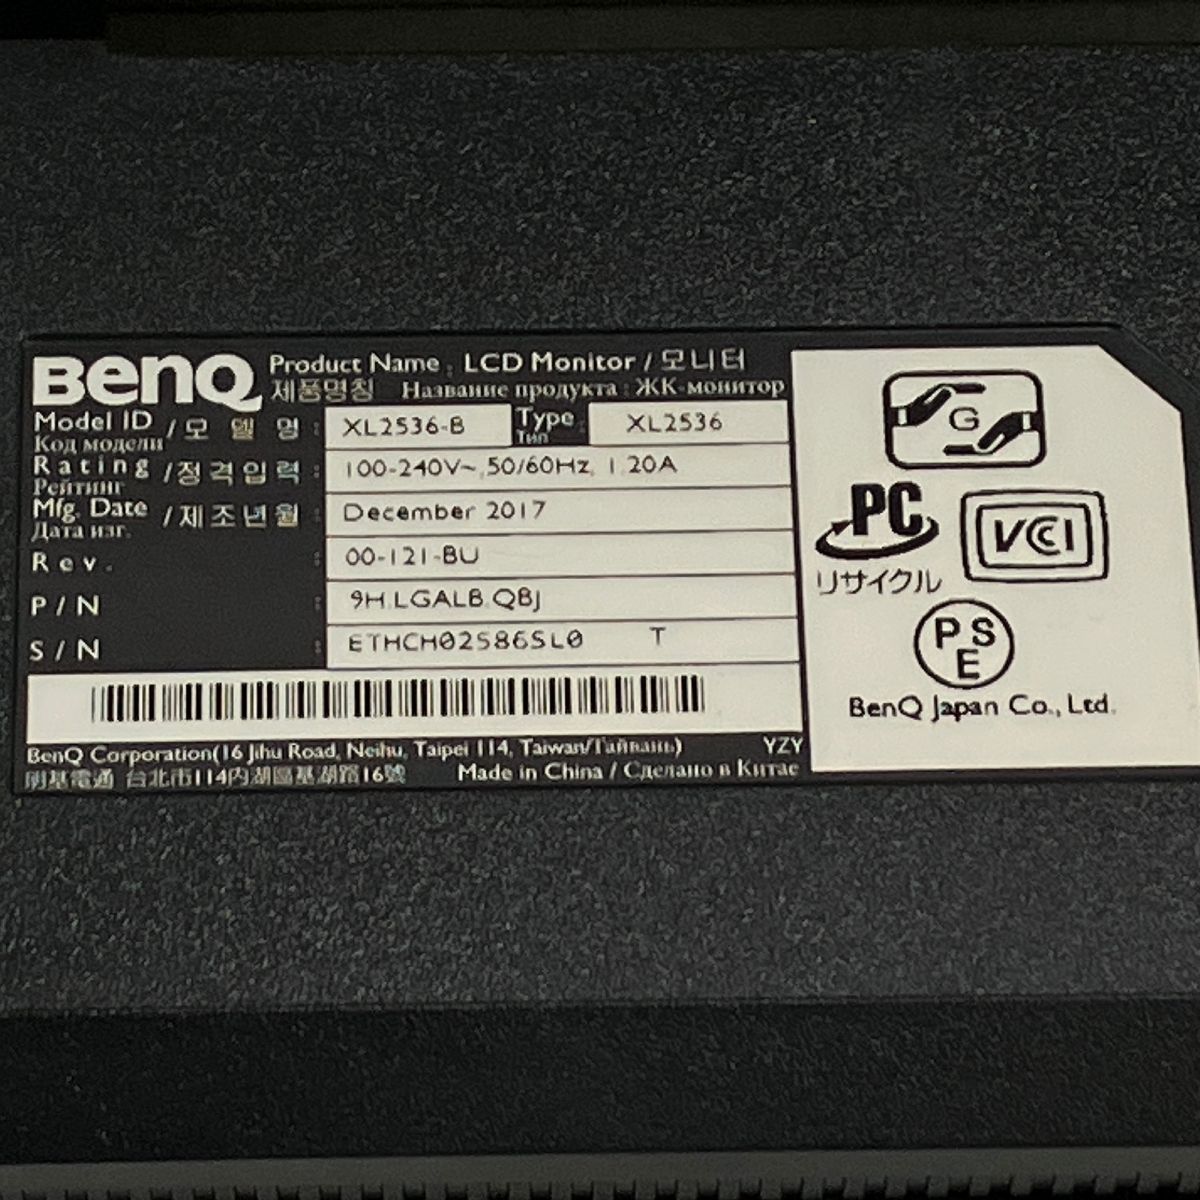 BenQ Product Name : LCD Monitor / 모니터
제품명칭 Название продукта : ЖК-монитор
Model ID / 모델명 : XL2536-B Type : XL2536
Код модели Тип
Rating / 정격입력 : 100-240V~, 50/60Hz, 1.20A
Рейтинг
Mfg. Date / 제조년월 : December 2017
Дата изг.
Rev. : 00-121-BU
P/N : 9H.LGALB.QBJ
S/N : ETHCH02586SL0 T
BenQ Corporation(16 Jihu Road, Neihu, Taipei 114, Taiwan/Тайвань) YZY
明基電通 台北市114內湖區基湖路16號 Made in China / Сделано в Китае
G
PC
リサイクル
VCCI
PSE
BenQ Japan Co., Ltd.